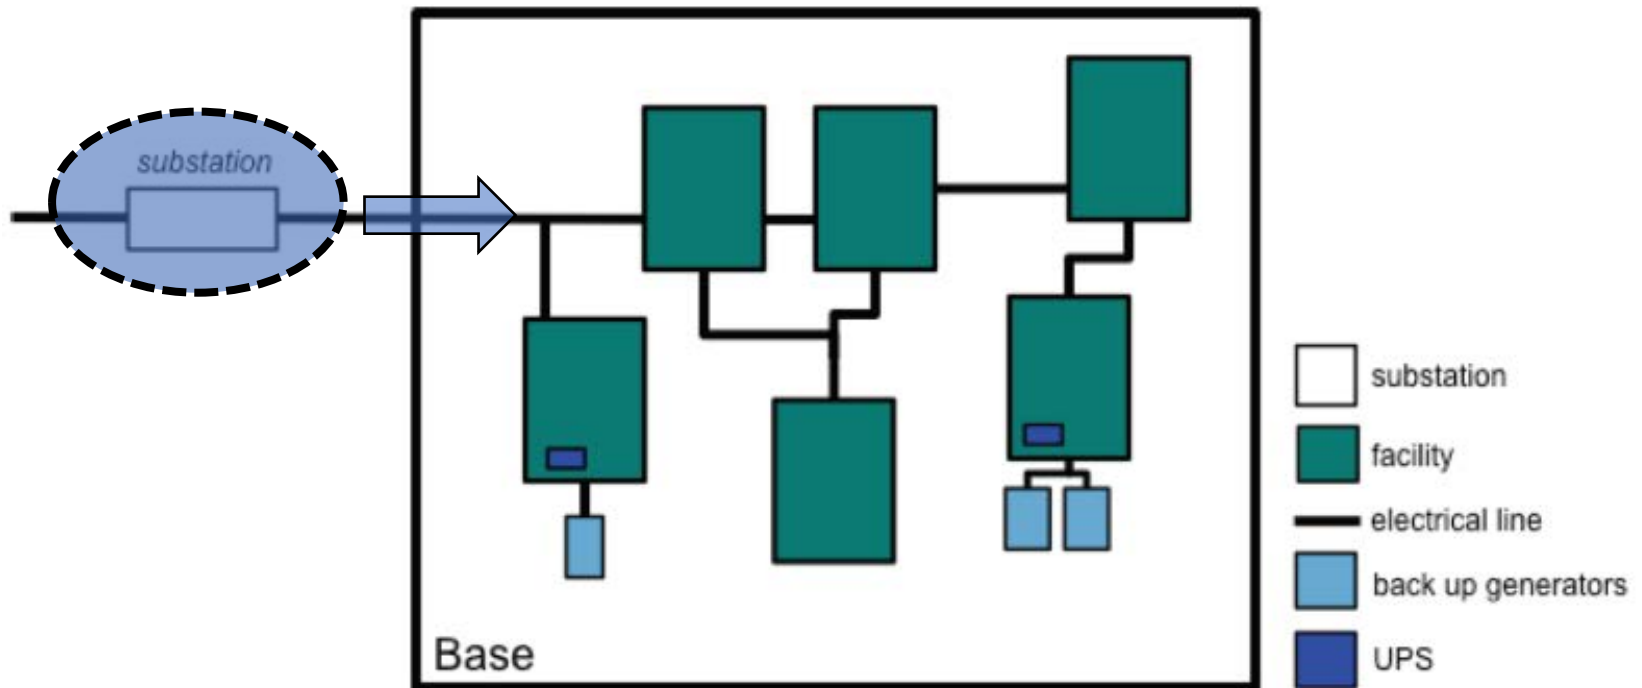 substation
substation
facility
electrical line
back up generators
UPS
Base